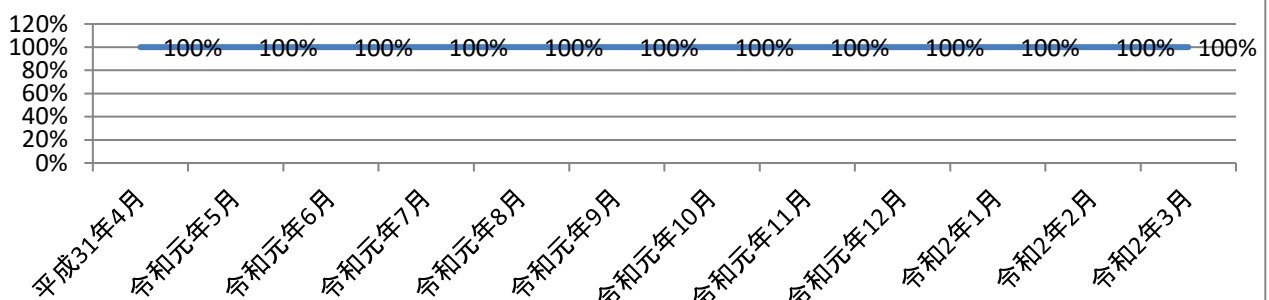 120%
100%
80%
60%
40%
20%
0%
100% 100% 100% 100% 100% 100% 100% 100% 100% 100% 100% 100%
平成31年4月
令和元年5月
令和元年6月
令和元年7月
令和元年8月
令和元年9月
令和元年10月
令和元年11月
令和元年12月
令和2年1月
令和2年2月
令和2年3月